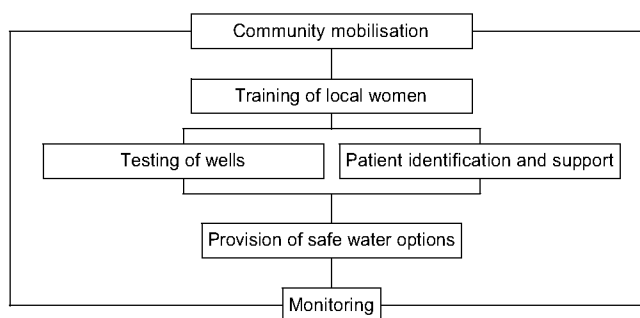 Community mobilisation
Training of local women
Testing of wells
Patient identification and support
Provision of safe water options
Monitoring